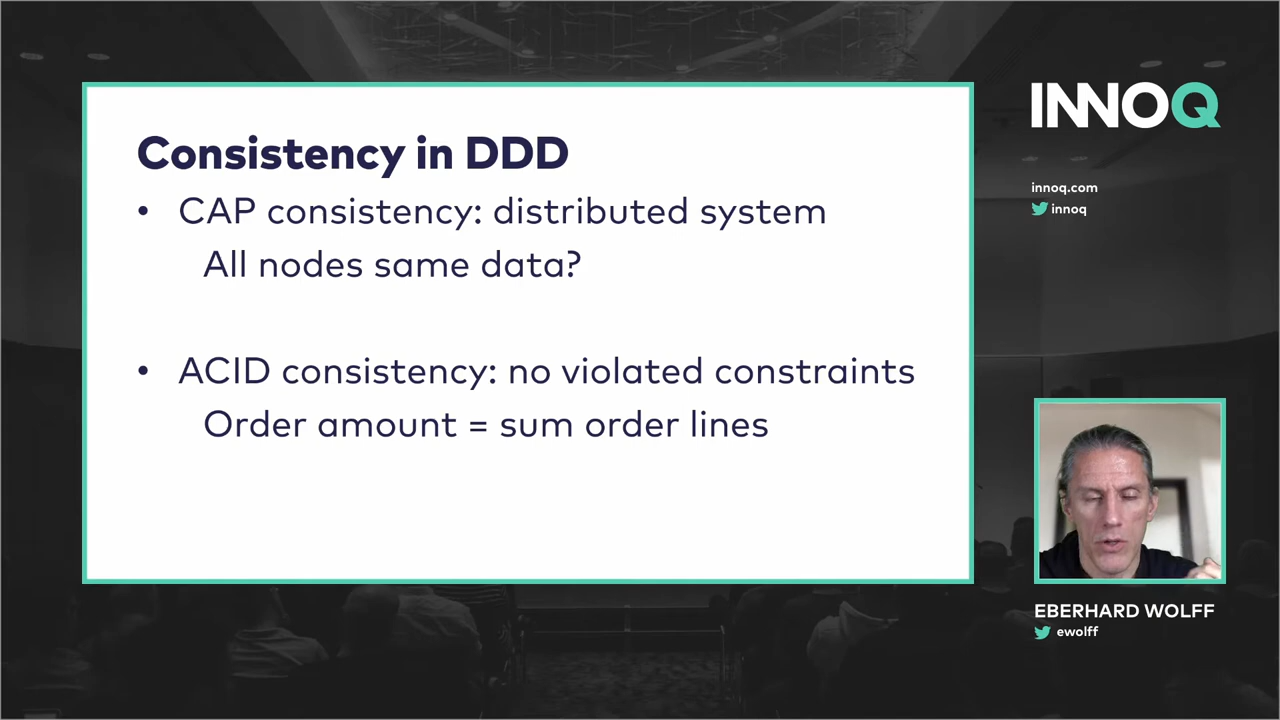 Consistency in DDD
• CAP consistency: distributed system
All nodes same data?
• ACID consistency: no violated constraints
Order amount = sum order lines
INNOQ
innoq.com
innoq
EBERHARD WOLFF
ewolff